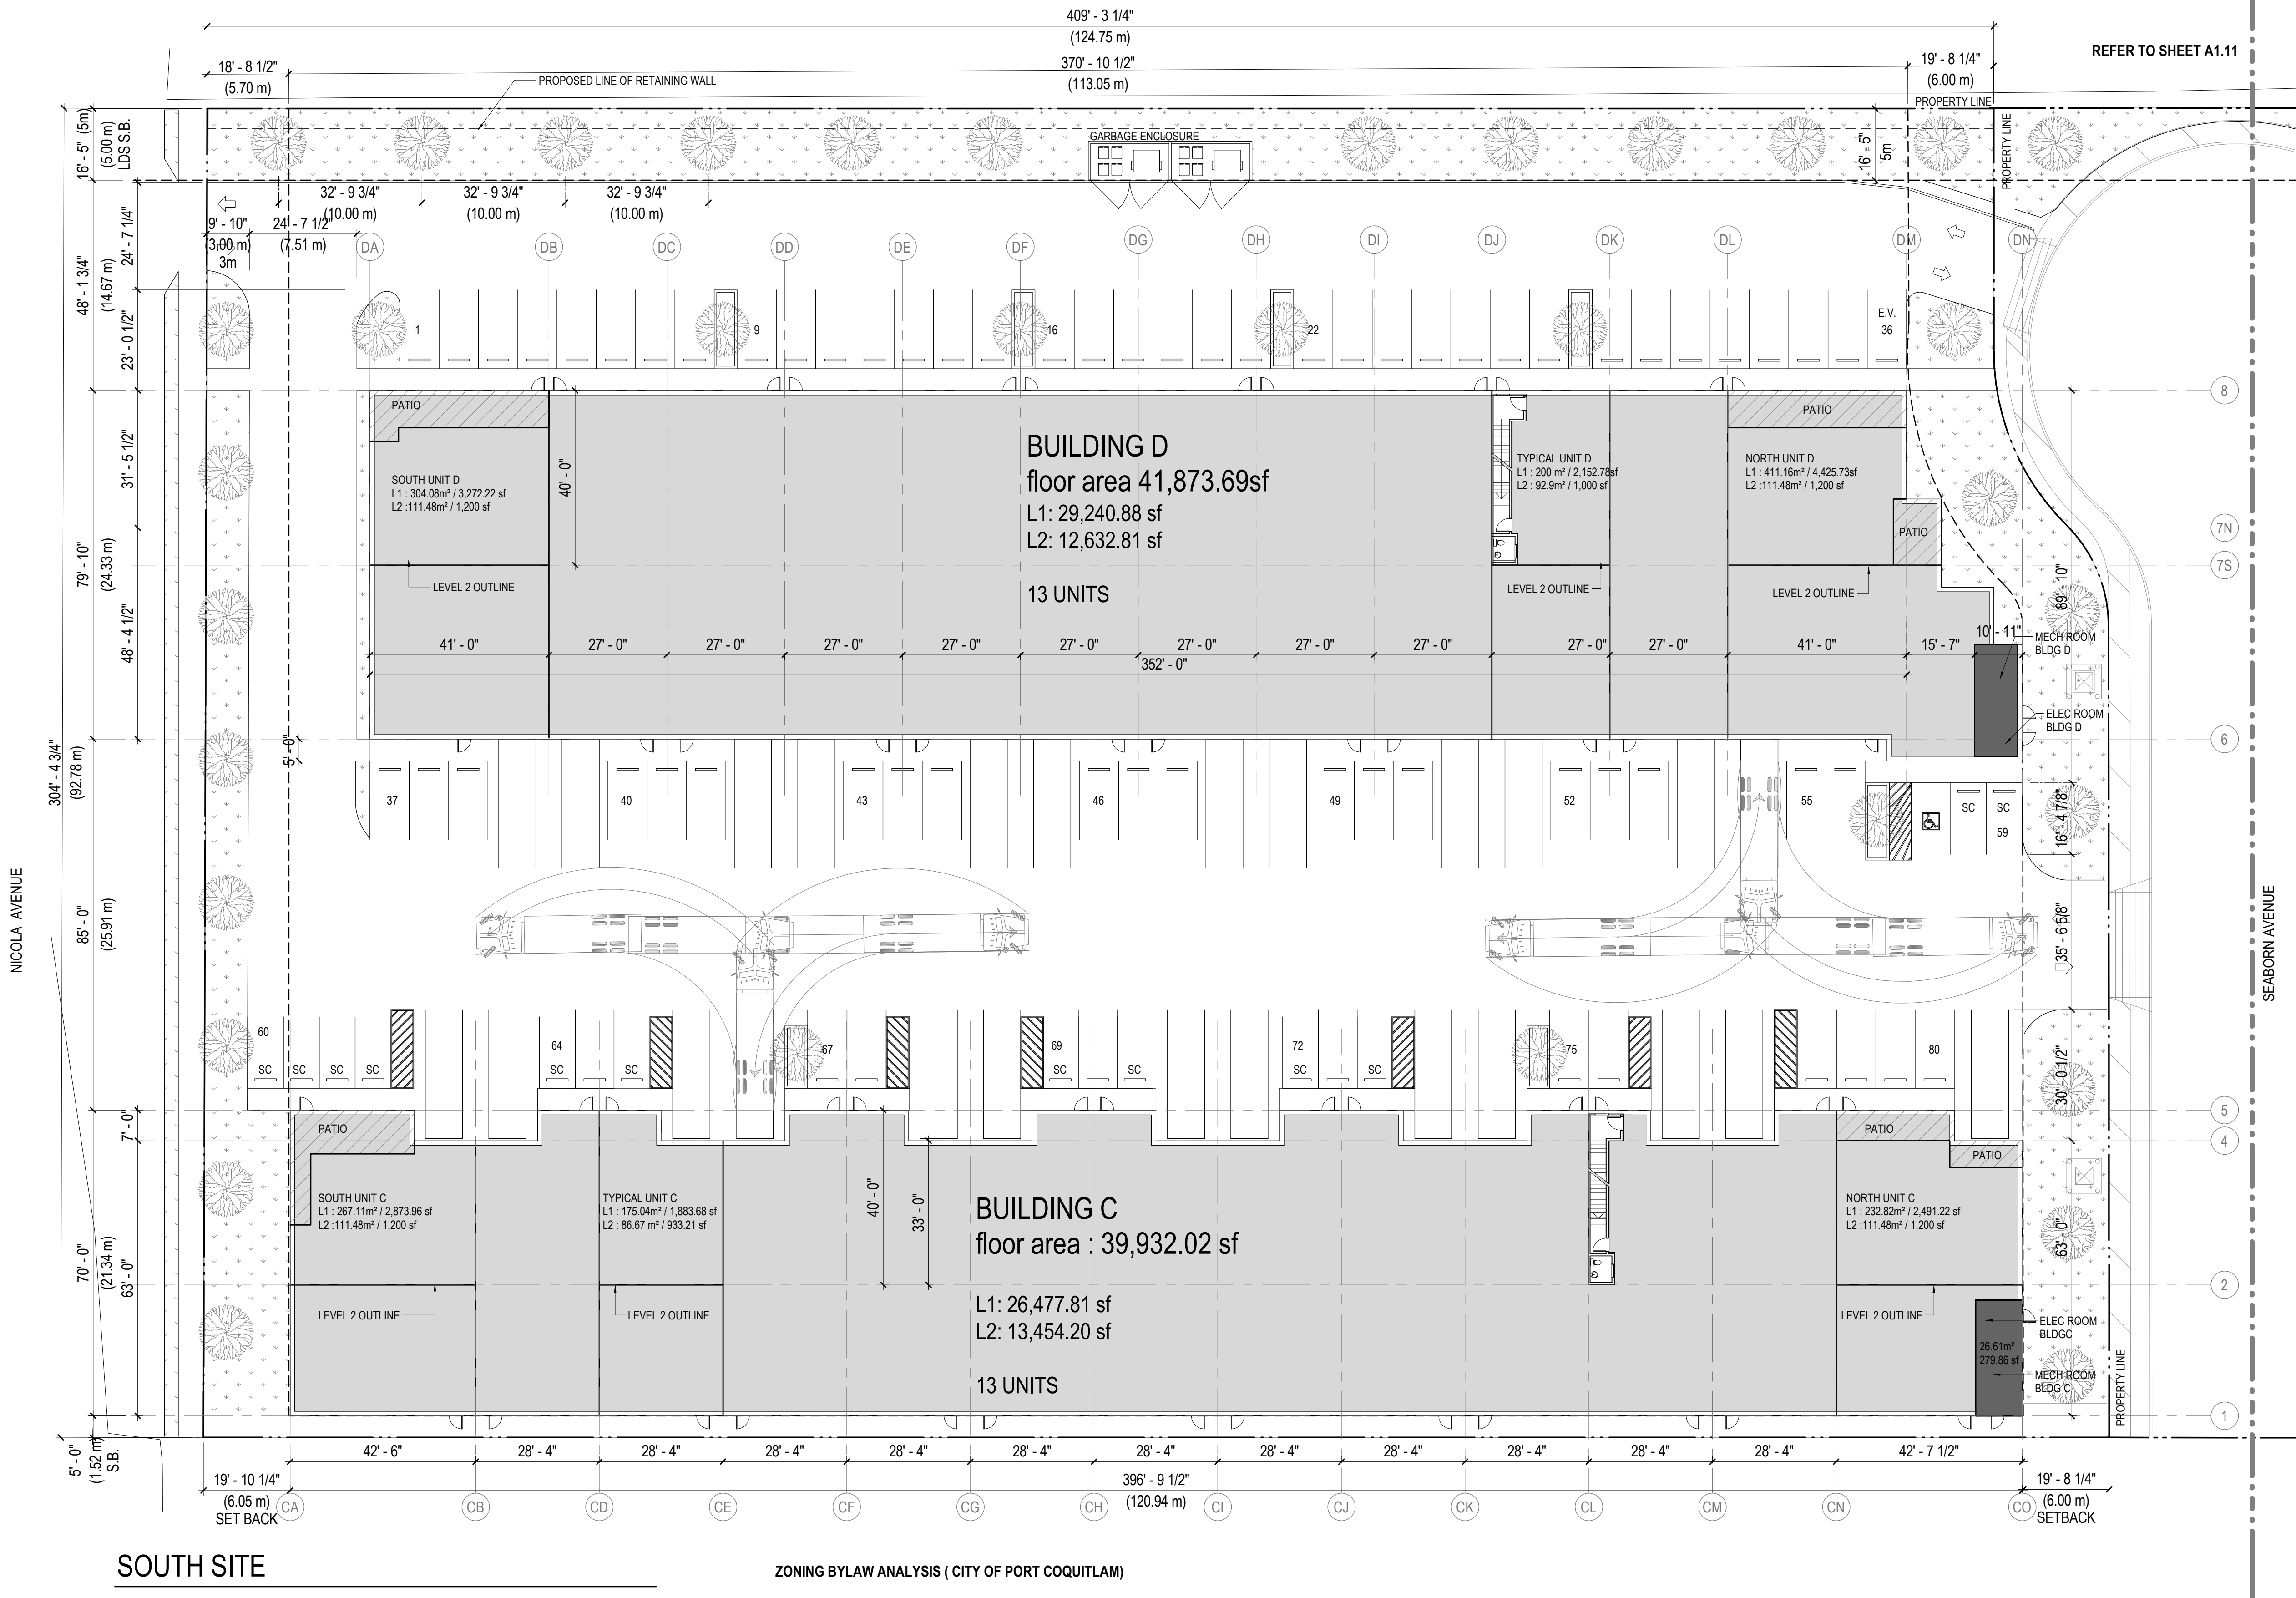 409' - 3 1/4"
(124.75 m)
REFER TO SHEET A1.11
18' - 8 1/2"
(5.70 m)
370' - 10 1/2"
(113.05 m)
19' - 8 1/4"
(6.00 m)
PROPOSED LINE OF RETAINING WALL
PROPERTY LINE
PROPERTY LINE
16' - 5" (5m)
(5.00 m)
LDS S.B.
GARBAGE ENCLOSURE
16' - 5"
5m
32' - 9 3/4"
(10.00 m)
32' - 9 3/4"
(10.00 m)
32' - 9 3/4"
(10.00 m)
9' - 10"
(3.00 m)
3m
24' - 7 1/2"
(7.51 m)
DA
DB
DC
DD
DE
DF
DG
DH
DI
DJ
DK
DL
DM
DN
48' - 1 3/4"
(14.67 m)
24' - 7 1/4"
23' - 0 1/2"
1
9
16
22
E.V.
36
8
PATIO
PATIO
BUILDING D
floor area 41,873.69sf
L1: 29,240.88 sf
L2: 12,632.81 sf
13 UNITS
SOUTH UNIT D
L1 : 304.08m² / 3,272.22 sf
L2 :111.48m² / 1,200 sf
40' - 0"
TYPICAL UNIT D
L1 : 200 m² / 2,152.78sf
L2 : 92.9m² / 1,000 sf
NORTH UNIT D
L1 : 411.16m² / 4,425.73sf
L2 :111.48m² / 1,200 sf
PATIO
31' - 5 1/2"
79' - 10"
(24.33 m)
48' - 4 1/2"
7N
7S
LEVEL 2 OUTLINE
LEVEL 2 OUTLINE
LEVEL 2 OUTLINE
89' - 10"
41' - 0"
27' - 0"
27' - 0"
27' - 0"
27' - 0"
27' - 0"
27' - 0"
27' - 0"
27' - 0"
27' - 0"
27' - 0"
41' - 0"
15' - 7"
10' - 11"
352' - 0"
MECH ROOM
BLDG D
ELEC ROOM
BLDG D
6
304' - 4 3/4"
(92.78 m)
5' - 0"
37
40
43
46
49
52
55
SC
SC
59
16' - 4 7/8"
NICOLA AVENUE
85' - 0"
(25.91 m)
35' - 6 5/8"
SEABORN AVENUE
60
SC
SC
SC
SC
64
SC
SC
67
69
SC
SC
72
SC
SC
75
80
30' - 0 1/2"
5
4
7' - 0"
PATIO
PATIO
PATIO
SOUTH UNIT C
L1 : 267.11m² / 2,873.96 sf
L2 :111.48m² / 1,200 sf
TYPICAL UNIT C
L1 : 175.04m² / 1,883.68 sf
L2 : 86.67 m² / 933.21 sf
40' - 0"
33' - 0"
BUILDING C
floor area : 39,932.02 sf
L1: 26,477.81 sf
L2: 13,454.20 sf
13 UNITS
NORTH UNIT C
L1 : 232.82m² / 2,491.22 sf
L2 :111.48m² / 1,200 sf
70' - 0"
(21.34 m)
63' - 0"
63' - 0"
2
LEVEL 2 OUTLINE
LEVEL 2 OUTLINE
LEVEL 2 OUTLINE
ELEC ROOM
BLDGC
26.61m²
279.86 sf
MECH ROOM
BLDG C
PROPERTY LINE
1
5' - 0"
(1.52 m)
S.B.
42' - 6"
28' - 4"
28' - 4"
28' - 4"
28' - 4"
28' - 4"
28' - 4"
28' - 4"
28' - 4"
28' - 4"
28' - 4"
28' - 4"
42' - 7 1/2"
19' - 10 1/4"
(6.05 m)
SET BACK
396' - 9 1/2"
(120.94 m)
19' - 8 1/4"
(6.00 m)
SETBACK
CA
CB
CD
CE
CF
CG
CH
CI
CJ
CK
CL
CM
CN
CO
SOUTH SITE
ZONING BYLAW ANALYSIS ( CITY OF PORT COQUITLAM)